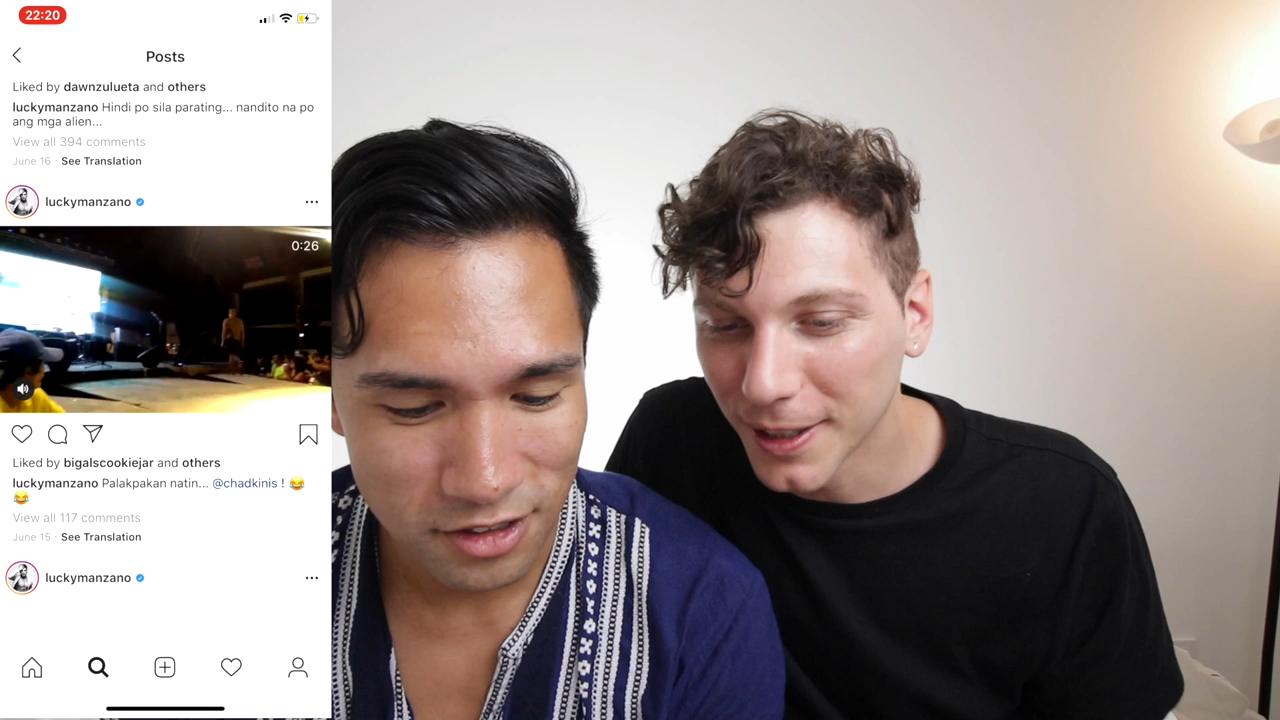 22:20
Posts
Liked by dawnzulueta and others
luckymanzano Hindi po sila parating... nandito na po
ang mga alien...
View all 394 comments
June 16 · See Translation
luckymanzano
0:26
Liked by bigalscookiejar and others
luckymanzano Palakpakan natin... @chadkinis ! 😂
😂
View all 117 comments
June 15 · See Translation
luckymanzano